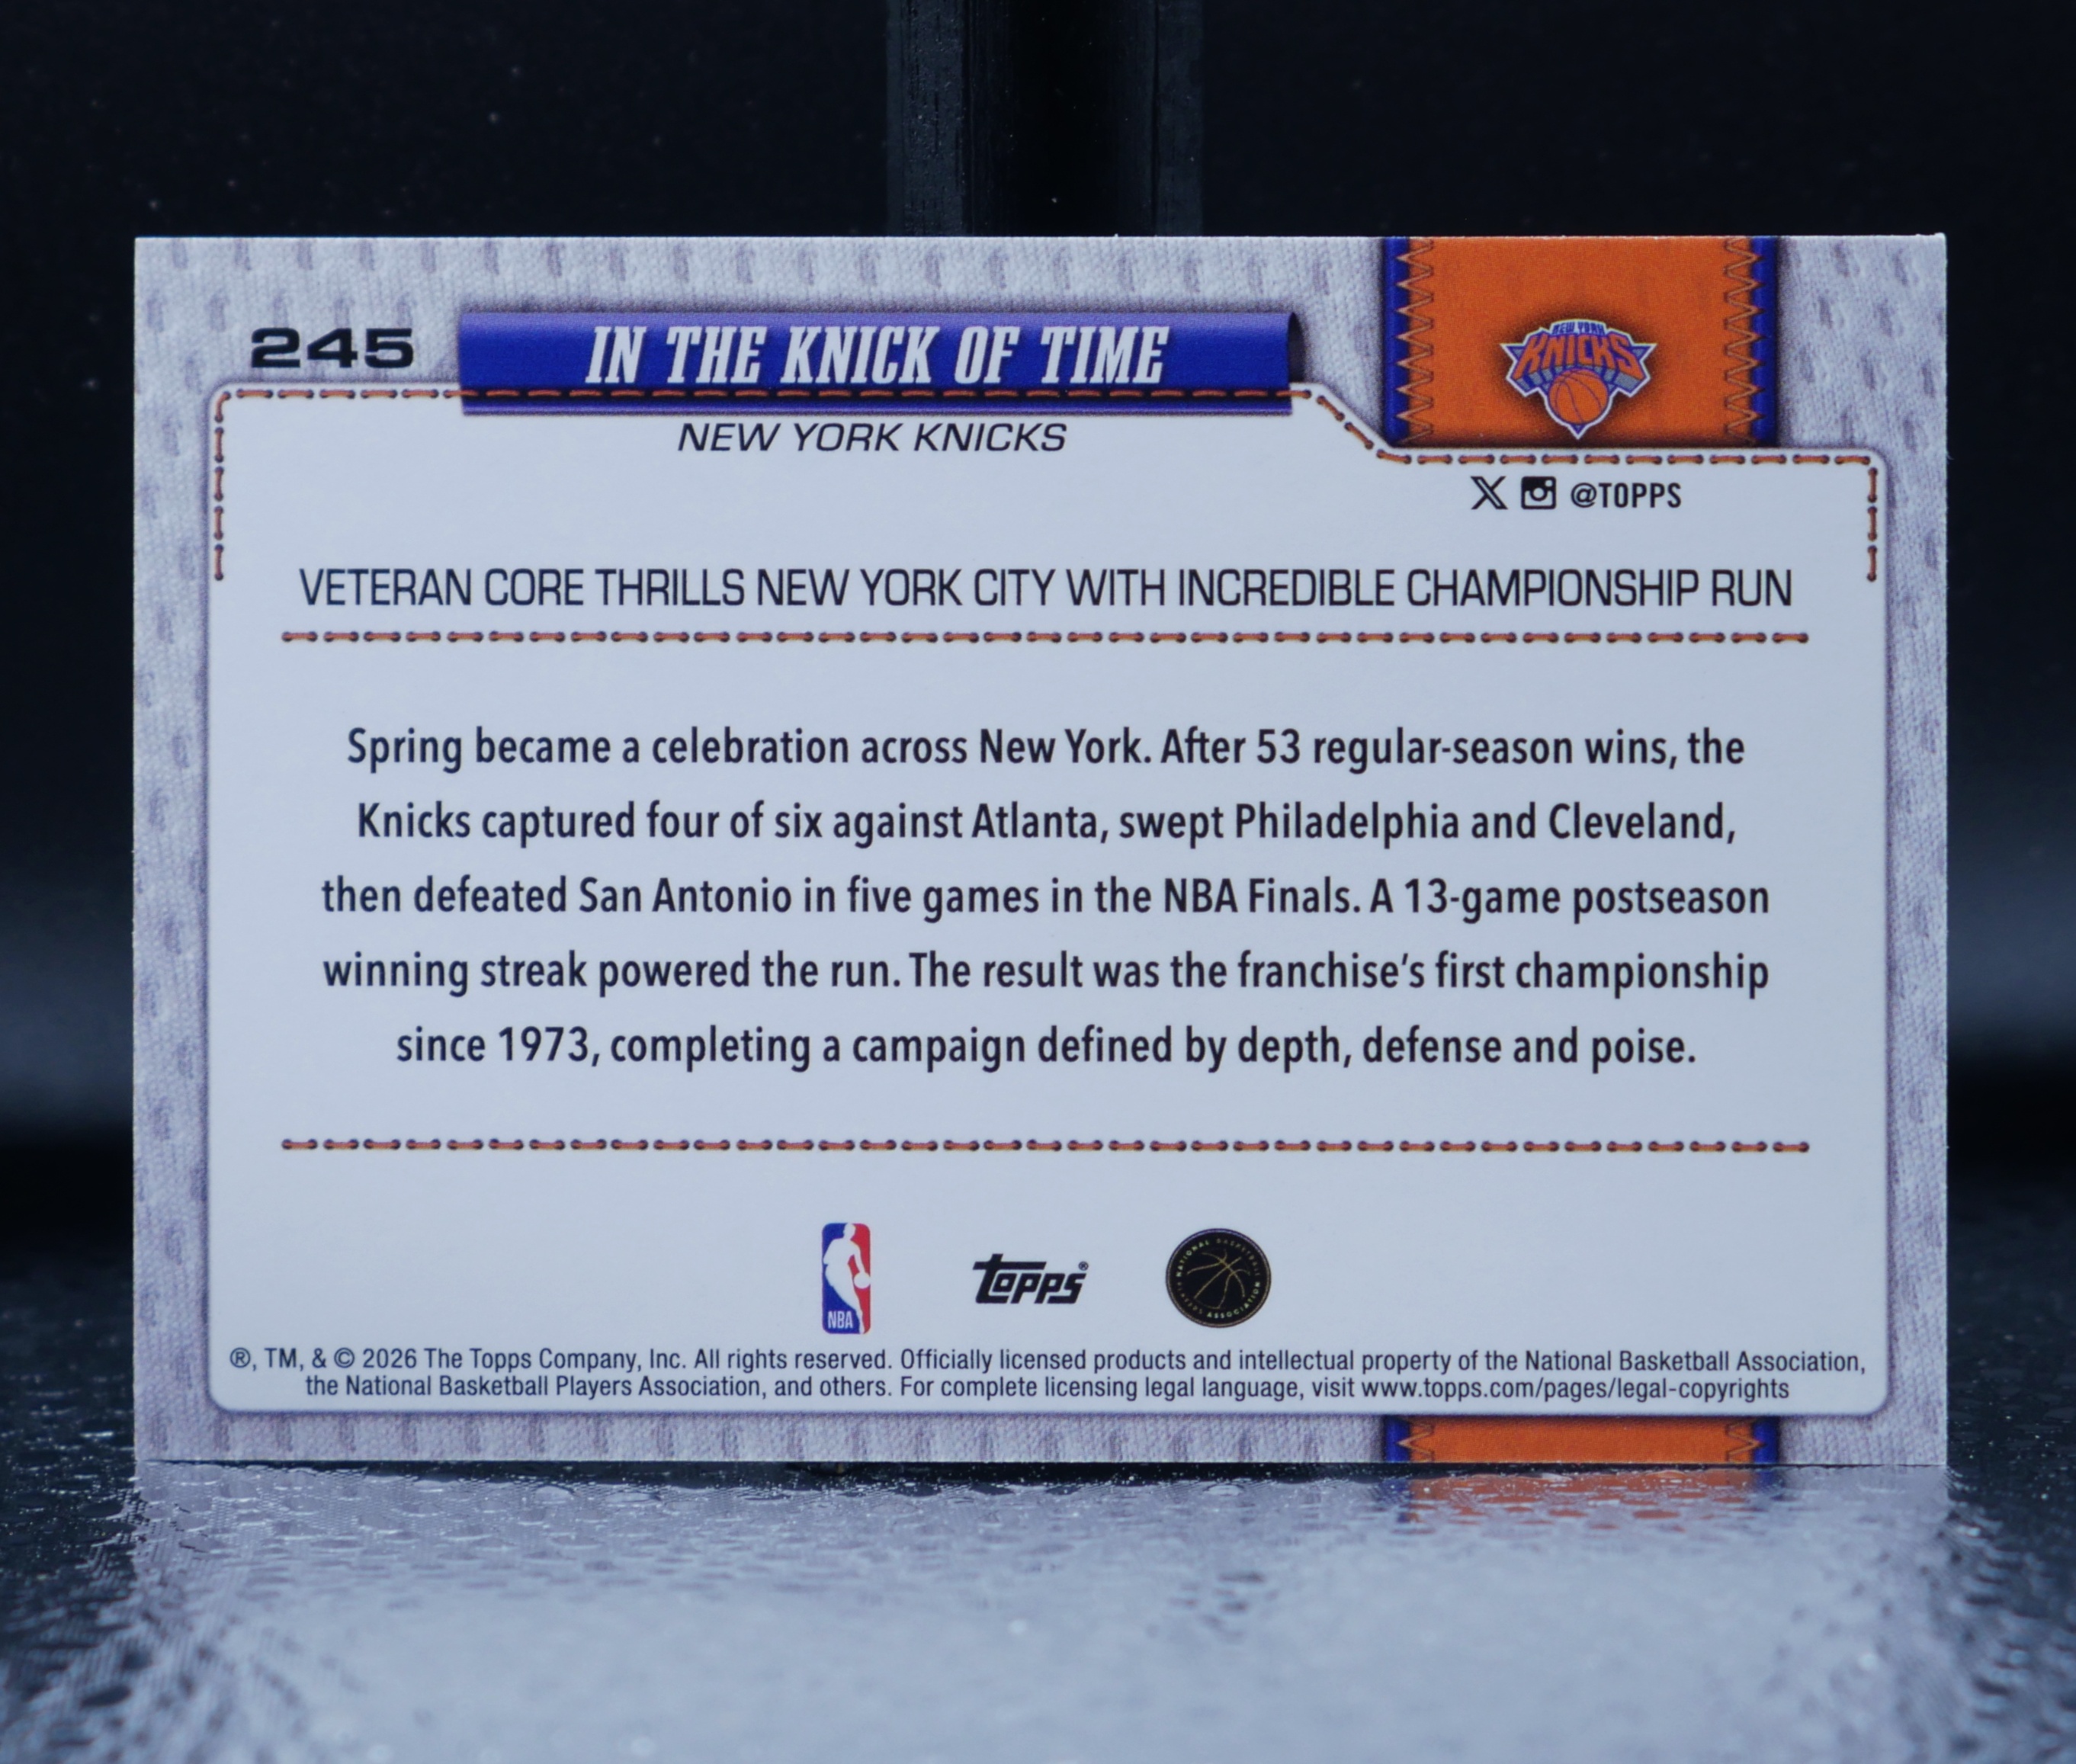 245
IN THE KNICK OF TIME
NEW YORK KNICKS
NEW YORK
KNICKS
@TOPPS
VETERAN CORE THRILLS NEW YORK CITY WITH INCREDIBLE CHAMPIONSHIP RUN
Spring became a celebration across New York. After 53 regular-season wins, the
Knicks captured four of six against Atlanta, swept Philadelphia and Cleveland,
then defeated San Antonio in five games in the NBA Finals. A 13-game postseason
winning streak powered the run. The result was the franchise’s first championship
since 1973, completing a campaign defined by depth, defense and poise.
NBA
topps®
NATIONAL BASKETBALL PLAYERS ASSOCIATION
®, TM, & © 2026 The Topps Company, Inc. All rights reserved. Officially licensed products and intellectual property of the National Basketball Association,
the National Basketball Players Association, and others. For complete licensing legal language, visit www.topps.com/pages/legal-copyrights